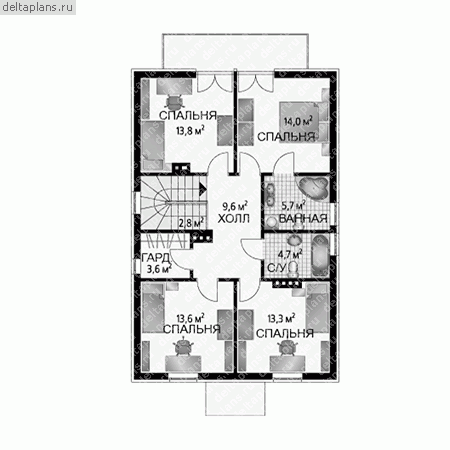 deltaplans.ru
СПАЛЬНЯ
13,8 м²
14,0 м²
СПАЛЬНЯ
2,8 м²
9,6 м²
ХОЛЛ
5,7 м²
ВАННАЯ
ГАРД
3,6 м²
4,7 м²
С/У
13,6 м²
СПАЛЬНЯ
13,3 м²
СПАЛЬНЯ